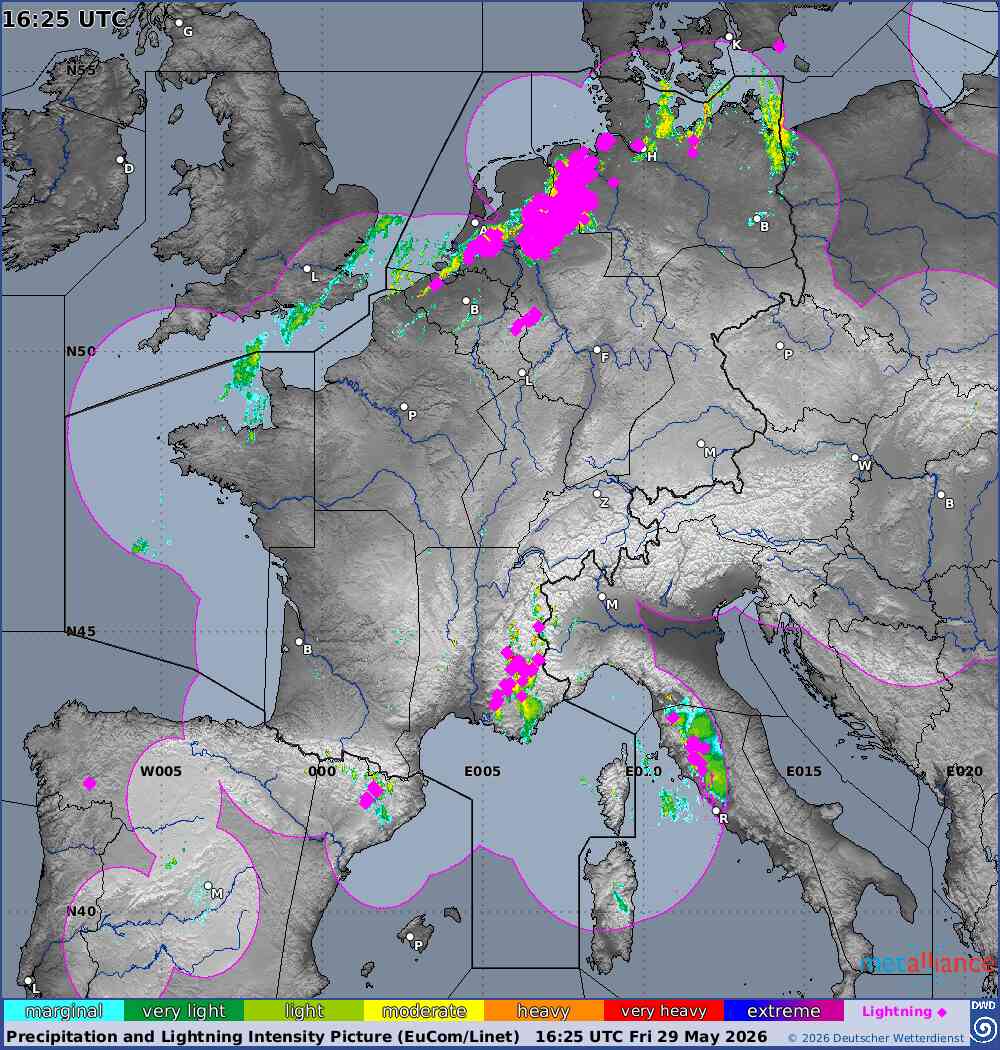 16:25 UTC
G
K
N55
D
H
A
B
L
B
N50
P
F
L
P
M
W
Z
B
M
N45
B
W005
000
E005
E010
E015
E020
R
M
N40
P
L
metalliance
marginal very light light moderate heavy very heavy extreme Lightning
DWD
Precipitation and Lightning Intensity Picture (EuCom/Linet) 16:25 UTC Fri 29 May 2026 © 2026 Deutscher Wetterdienst